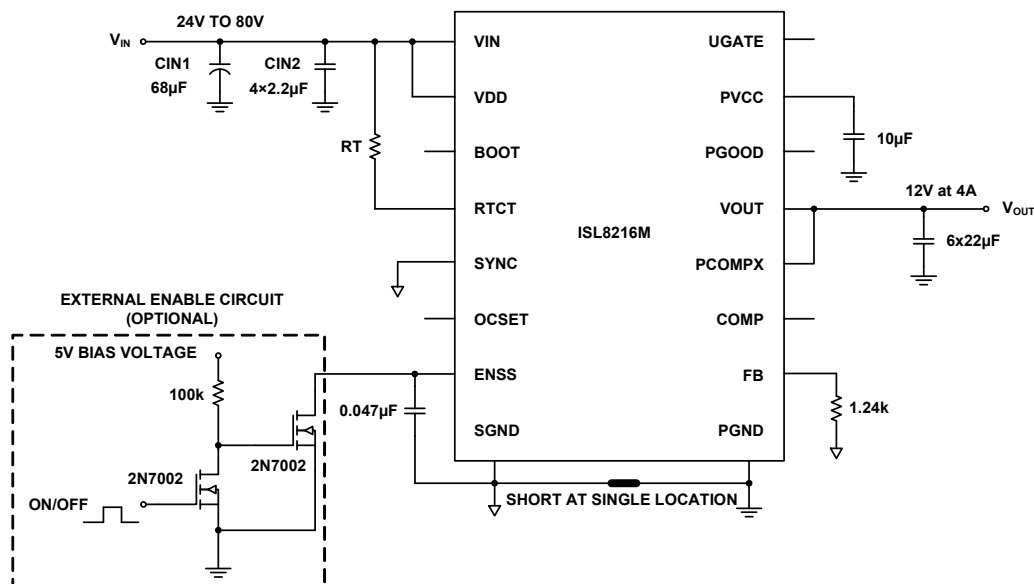 24V TO 80V
VIN
CIN1
68µF
CIN2
4×2.2µF
RT
VIN
VDD
BOOT
RTCT
SYNC
OCSET
ENSS
SGND
ISL8216M
UGATE
PVCC
PGOOD
VOUT
PCOMPX
COMP
FB
PGND
10µF
12V at 4A
VOUT
6x22µF
1.24k
EXTERNAL ENABLE CIRCUIT
(OPTIONAL)
5V BIAS VOLTAGE
100k
2N7002
2N7002
ON/OFF
0.047µF
SHORT AT SINGLE LOCATION